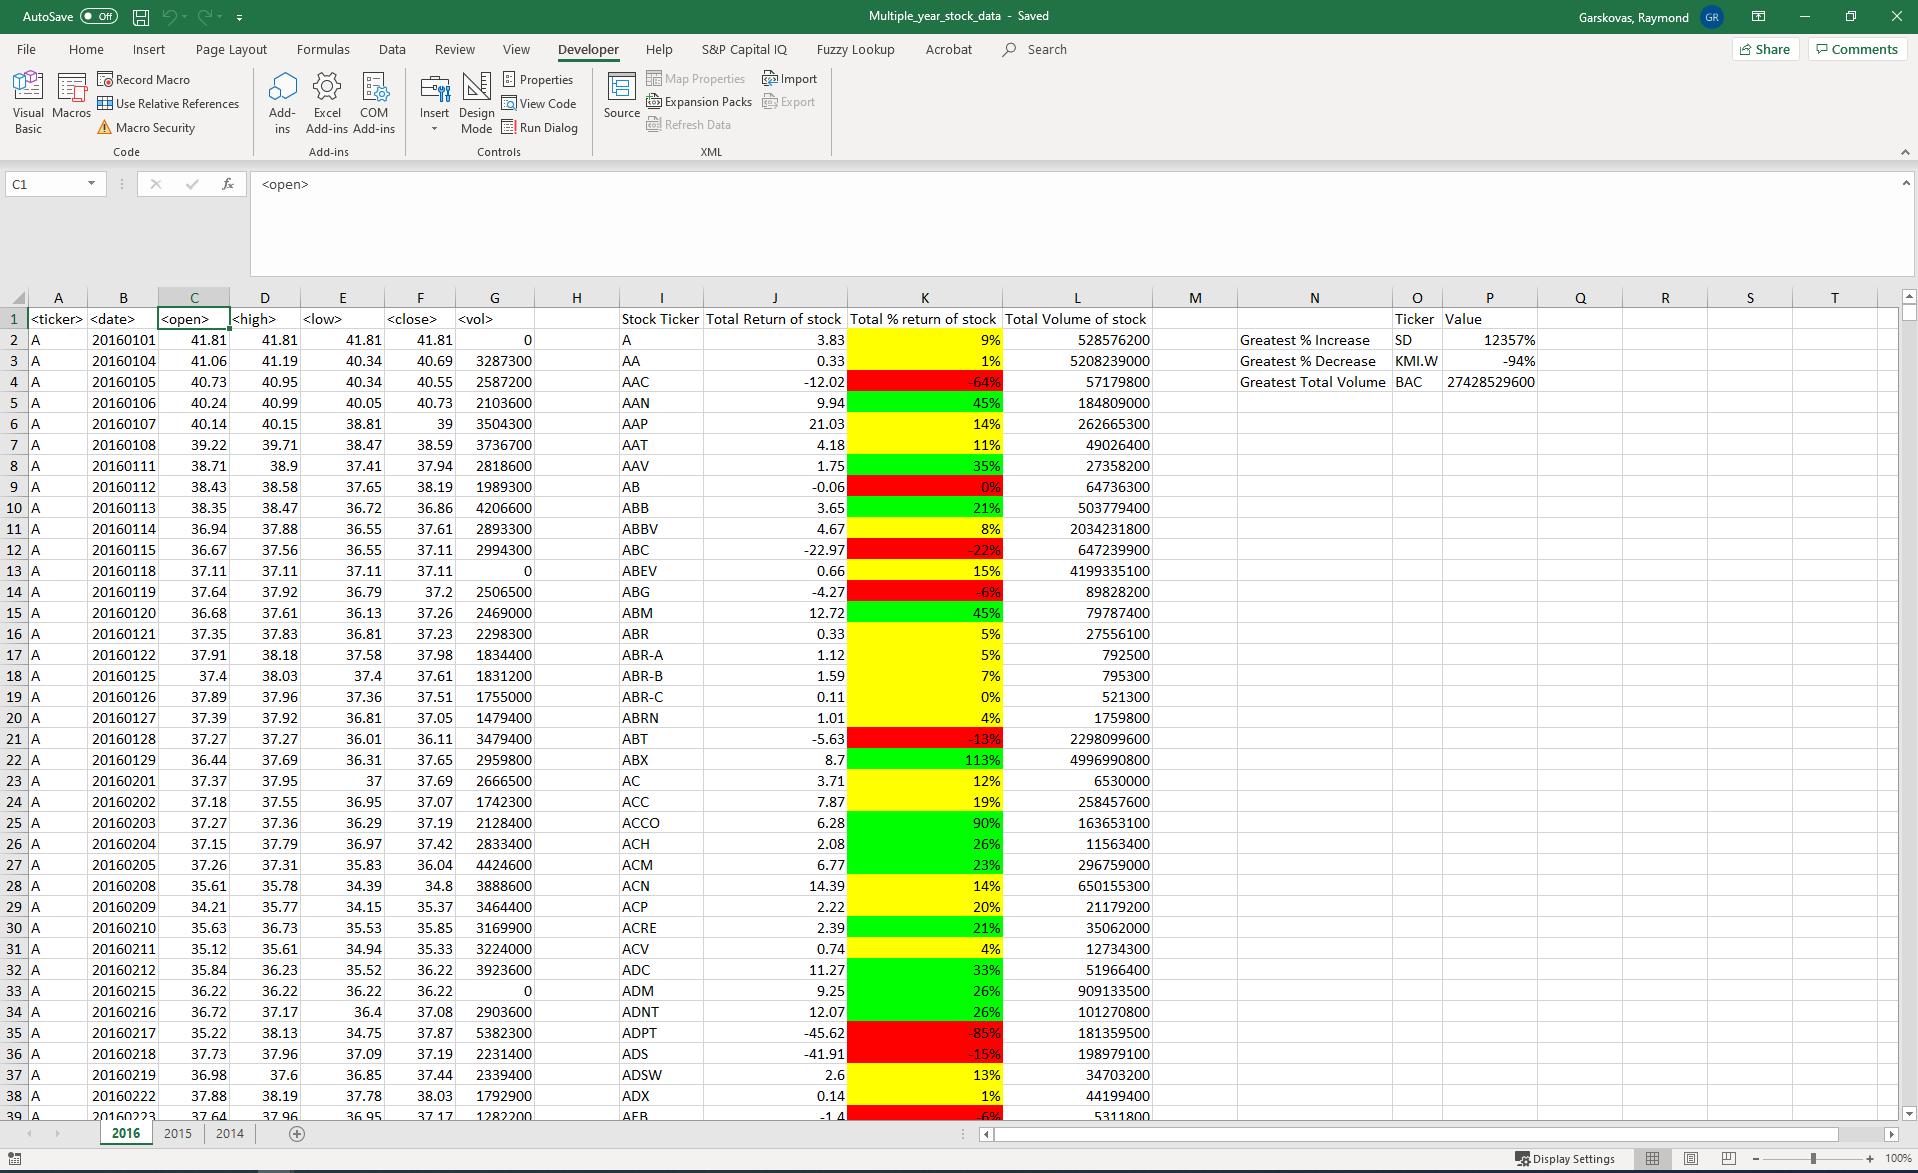 AutoSave Off Multiple_year_stock_data - Saved Garskovas, Raymond GR
File Home Insert Page Layout Formulas Data Review View Developer Help S&P Capital IQ Fuzzy Lookup Acrobat Search Share Comments
Visual Basic
Macros
Record Macro
Use Relative References
Macro Security
Code
Add-ins
Excel Add-ins
COM Add-ins
Add-ins
Insert
Design Mode
Properties
View Code
Run Dialog
Controls
Source
Map Properties
Expansion Packs
Refresh Data
Import
Export
XML
C1 fx <open>
A B C D E F G H I J K L M N O P Q R S T
1 <ticker> <date> <open> <high> <low> <close> <vol> Stock Ticker Total Return of stock Total % return of stock Total Volume of stock Ticker Value
2 A 20160101 41.81 41.81 41.81 41.81 0 A 3.83 9% 528576200 Greatest % Increase SD 12357%
3 A 20160104 41.06 41.19 40.34 40.69 3287300 AA 0.33 1% 5208239000 Greatest % Decrease KMI.W -94%
4 A 20160105 40.73 40.95 40.34 40.55 2587200 AAC -12.02 -64% 57179800 Greatest Total Volume BAC 27428529600
5 A 20160106 40.24 40.99 40.05 40.73 2103600 AAN 9.94 45% 184809000
6 A 20160107 40.14 40.15 38.81 39 3504300 AAP 21.03 14% 262665300
7 A 20160108 39.22 39.71 38.47 38.59 3736700 AAT 4.18 11% 49026400
8 A 20160111 38.71 38.9 37.41 37.94 2818600 AAV 1.75 35% 27358200
9 A 20160112 38.43 38.58 37.65 38.19 1989300 AB -0.06 0% 64736300
10 A 20160113 38.35 38.47 36.72 36.86 4206600 ABB 3.65 21% 503779400
11 A 20160114 36.94 37.88 36.55 37.61 2893300 ABBV 4.67 8% 2034231800
12 A 20160115 36.67 37.56 36.55 37.11 2994300 ABC -22.97 -22% 647239900
13 A 20160118 37.11 37.11 37.11 37.11 0 ABEV 0.66 15% 4199335100
14 A 20160119 37.64 37.92 36.79 37.2 2506500 ABG -4.27 -6% 89828200
15 A 20160120 36.68 37.61 36.13 37.26 2469000 ABM 12.72 45% 79787400
16 A 20160121 37.35 37.83 36.81 37.23 2298300 ABR 0.33 5% 27556100
17 A 20160122 37.91 38.18 37.58 37.98 1834400 ABR-A 1.12 5% 792500
18 A 20160125 37.4 38.03 37.4 37.61 1831200 ABR-B 1.59 7% 795300
19 A 20160126 37.89 37.96 37.36 37.51 1755000 ABR-C 0.11 0% 521300
20 A 20160127 37.39 37.92 36.81 37.05 1479400 ABRN 1.01 4% 1759800
21 A 20160128 37.27 37.27 36.01 36.11 3479400 ABT -5.63 -13% 2298099600
22 A 20160129 36.44 37.69 36.31 37.65 2959800 ABX 8.7 113% 4996990800
23 A 20160201 37.37 37.95 37 37.69 2666500 AC 3.71 12% 6530000
24 A 20160202 37.18 37.55 36.95 37.07 1742300 ACC 7.87 19% 258457600
25 A 20160203 37.27 37.36 36.29 37.19 2128400 ACCO 6.28 90% 163653100
26 A 20160204 37.15 37.79 36.97 37.42 2833400 ACH 2.08 26% 11563400
27 A 20160205 37.26 37.31 35.83 36.04 4424600 ACM 6.77 23% 296759000
28 A 20160208 35.61 35.78 34.39 34.8 3888600 ACN 14.39 14% 650155300
29 A 20160209 34.21 35.77 34.15 35.37 3464400 ACP 2.22 20% 21179200
30 A 20160210 35.63 36.73 35.53 35.85 3169900 ACRE 2.39 21% 35062000
31 A 20160211 35.12 35.61 34.94 35.33 3224000 ACV 0.74 4% 12734300
32 A 20160212 35.84 36.23 35.52 36.22 3923600 ADC 11.27 33% 51966400
33 A 20160215 36.22 36.22 36.22 36.22 0 ADM 9.25 26% 909133500
34 A 20160216 36.72 37.17 36.4 37.08 2903600 ADNT 12.07 26% 101270800
35 A 20160217 35.22 38.13 34.75 37.87 5382300 ADPT -45.62 -85% 181359500
36 A 20160218 37.73 37.96 37.09 37.19 2231400 ADS -41.91 -15% 198979100
37 A 20160219 36.98 37.6 36.85 37.44 2339400 ADSW 2.6 13% 34703200
38 A 20160222 37.88 38.19 37.78 38.03 1792900 ADX 0.14 1% 44199400
39 A 20160223 37.64 37.96 36.95 37.17 1282200 AEB -1.4 -6% 5311800
2016 2015 2014
Display Settings 100%